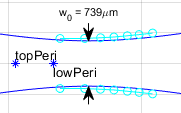 w₀ = 739μm
topPeri
lowPeri